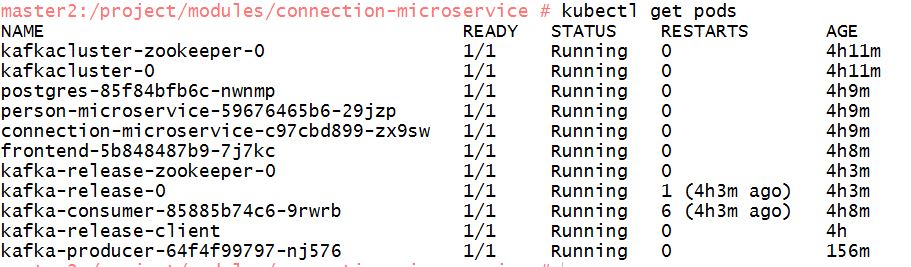 master2:/project/modules/connection-microservice # kubectl get pods
NAME READY STATUS RESTARTS AGE
kafkacluster-zookeeper-0 1/1 Running 0 4h11m
kafkacluster-0 1/1 Running 0 4h11m
postgres-85f84bfb6c-nwnmp 1/1 Running 0 4h9m
person-microservice-59676465b6-29jzp 1/1 Running 0 4h9m
connection-microservice-c97cbd899-zx9sw 1/1 Running 0 4h9m
frontend-5b848487b9-7j7kc 1/1 Running 0 4h8m
kafka-release-zookeeper-0 1/1 Running 0 4h3m
kafka-release-0 1/1 Running 1 (4h3m ago) 4h3m
kafka-consumer-85885b74c6-9rwrb 1/1 Running 6 (4h3m ago) 4h8m
kafka-release-client 1/1 Running 0 4h
kafka-producer-64f4f99797-nj576 1/1 Running 0 156m